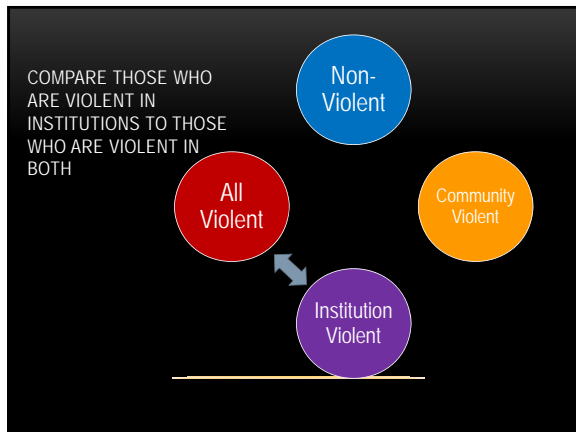 COMPARE THOSE WHO
ARE VIOLENT IN
INSTITUTIONS TO THOSE
WHO ARE VIOLENT IN
BOTH
Non-
Violent
All
Violent
Community
Violent
Institution
Violent